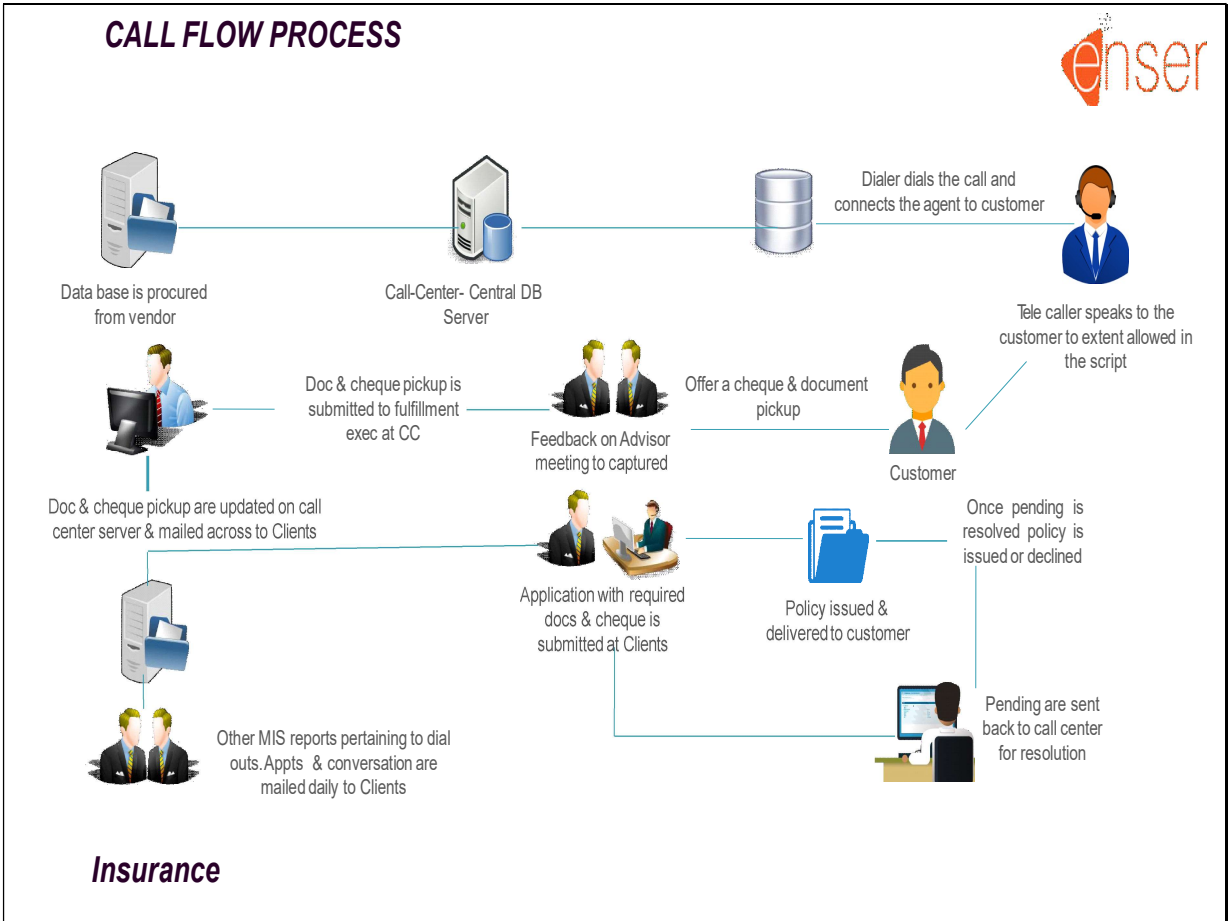 CALL FLOW PROCESS
enser
Dialer dials the call and
connects the agent to customer
Data base is procured
from vendor
Call-Center- Central DB
Server
Tele caller speaks to the
customer to extent allowed in
the script
Doc & cheque pickup is
submitted to fulfillment
exec at CC
Offer a cheque & document
pickup
Feedback on Advisor
meeting to captured
Customer
Doc & cheque pickup are updated on call
center server & mailed across to Clients
Once pending is
resolved policy is
issued or declined
Application with required
docs & cheque is
submitted at Clients
Policy issued &
delivered to customer
Other MIS reports pertaining to dial
outs.Appts & conversation are
mailed daily to Clients
Pending are sent
back to call center
for resolution
Insurance